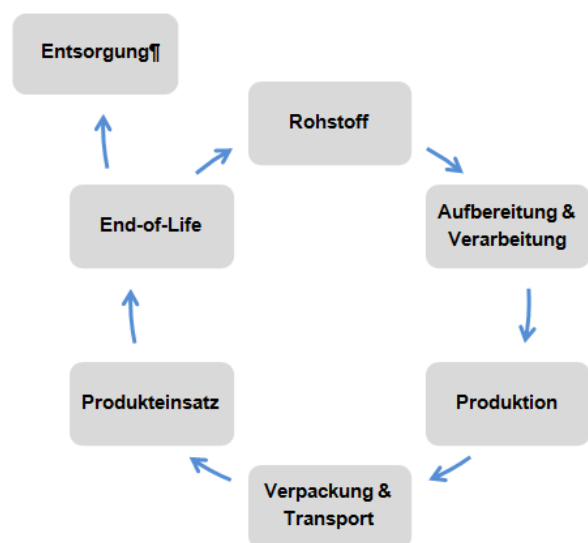 Entsorgung¶
Rohstoff
Aufbereitung &
Verarbeitung
End-of-Life
Produkteinsatz
Produktion
Verpackung &
Transport